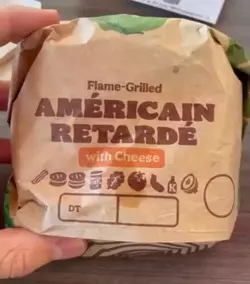 Flame-Grilled
AMÉRICAIN
RETARDÉ
with Cheese
K
DT